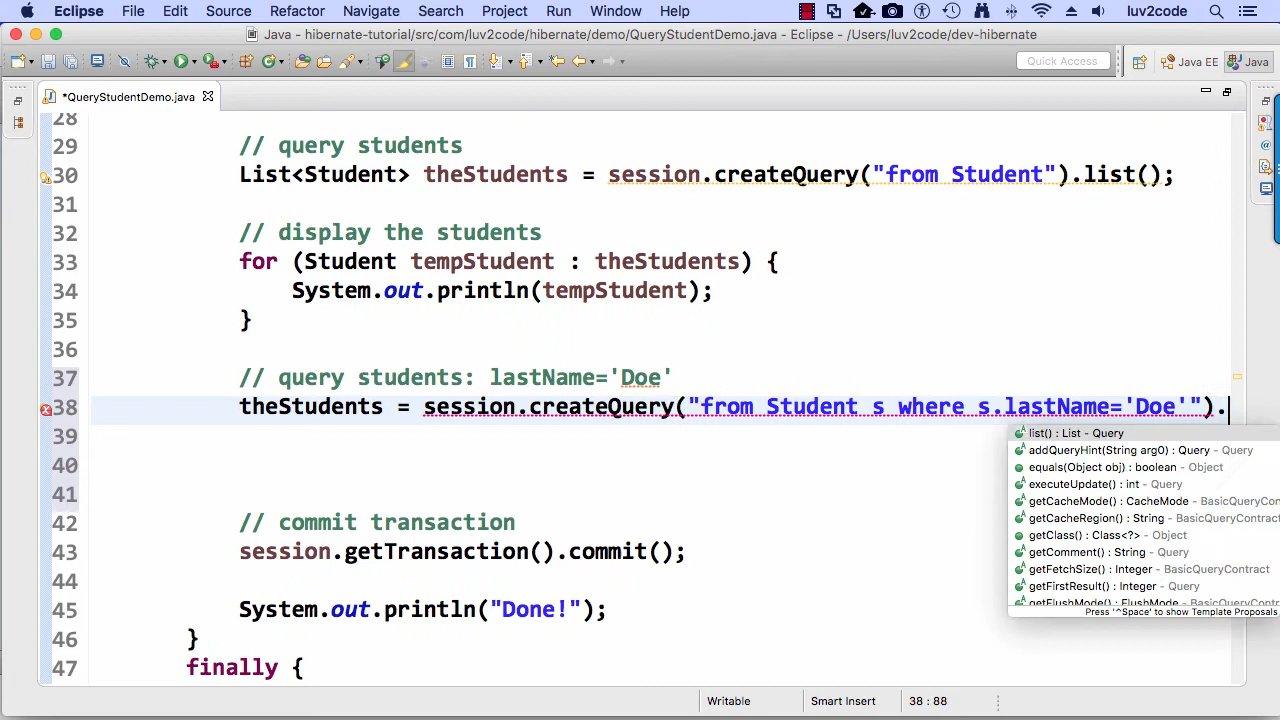 Eclipse File Edit Source Refactor Navigate Search Project Run Window Help luv2code
Java - hibernate-tutorial/src/com/luv2code/hibernate/demo/QueryStudentDemo.java - Eclipse - /Users/luv2code/dev-hibernate
Quick Access Java EE Java
*QueryStudentDemo.java
28
29 // query students
30 List<Student> theStudents = session.createQuery("from Student").list();
31
32 // display the students
33 for (Student tempStudent : theStudents) {
34 System.out.println(tempStudent);
35 }
36
37 // query students: lastName='Doe'
38 theStudents = session.createQuery("from Student s where s.lastName='Doe'").
39
list() : List - Query
addQueryHint(String arg0) : Query - Query
40
equals(Object obj) : boolean - Object
executeUpdate() : int - Query
41
getCacheMode() : CacheMode - BasicQueryCon
getCacheRegion() : String - BasicQueryContract
42 // commit transaction
getClass() : Class<?> - Object
43 session.getTransaction().commit();
getComment() : String - Query
getFetchSize() : Integer - BasicQueryContract
44
getFirstResult() : Integer - Query
getFlushMode() : FlushMode - BasicQueryContr
45 System.out.println("Done!");
Press '^Space' to show Template Proposals
46 }
47 finally {
Writable Smart Insert 38 : 88